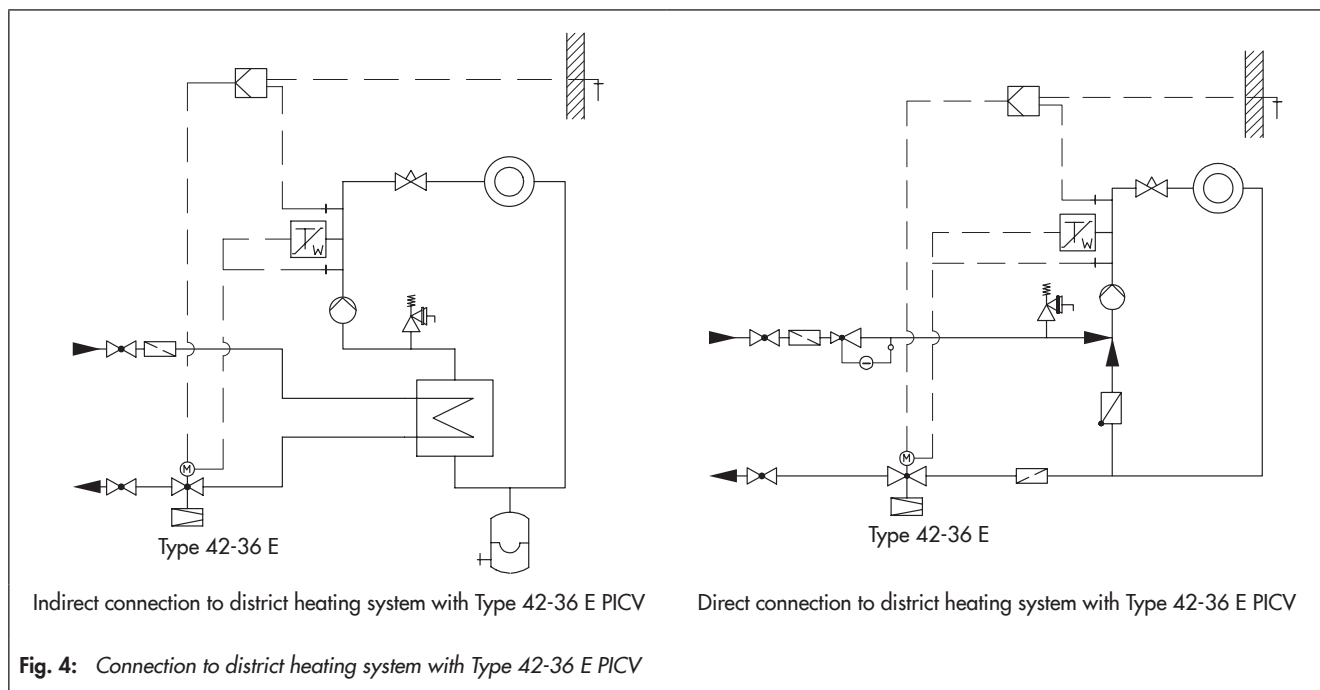 T W
M
Type 42-36 E
Indirect connection to district heating system with Type 42-36 E PICV
T W
M
Type 42-36 E
Direct connection to district heating system with Type 42-36 E PICV
Fig. 4: Connection to district heating system with Type 42-36 E PICV